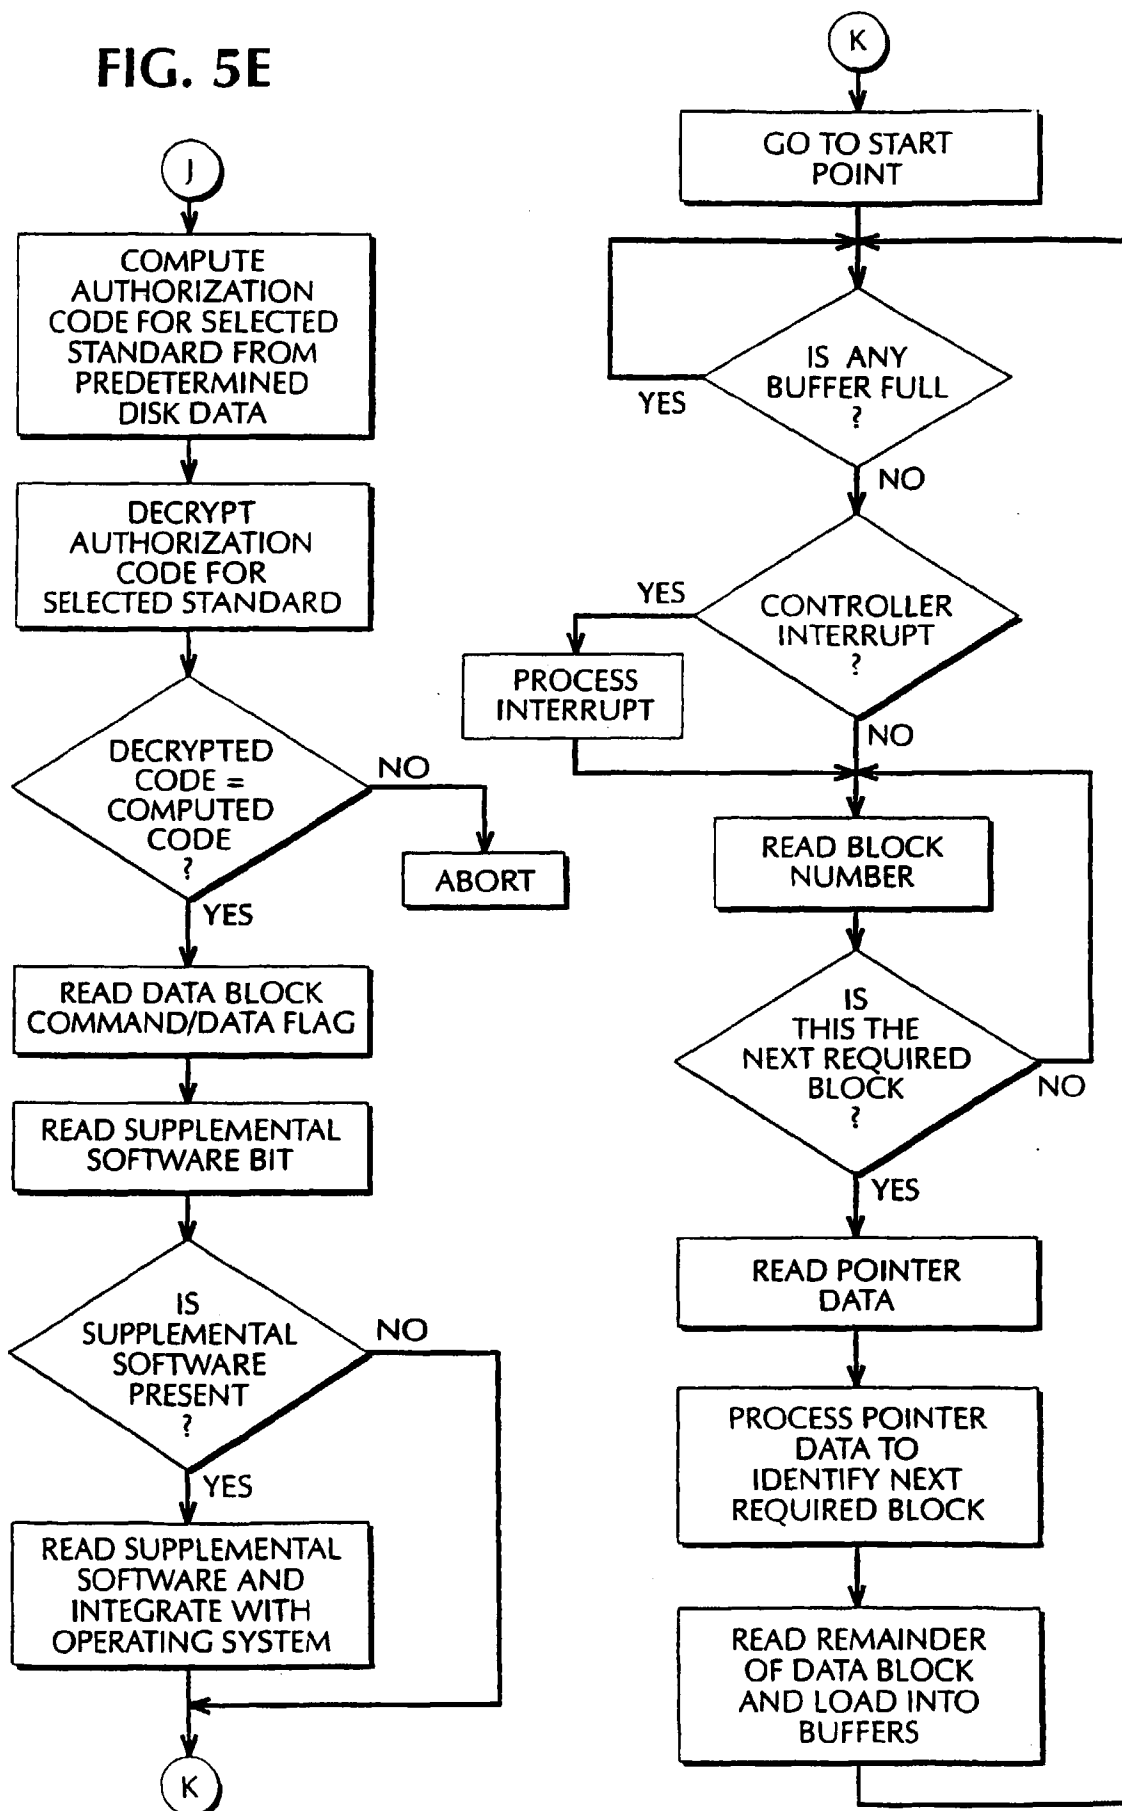 FIG. 5E
J
COMPUTE
AUTHORIZATION
CODE FOR SELECTED
STANDARD FROM
PREDETERMINED
DISK DATA
DECRYPT
AUTHORIZATION
CODE FOR
SELECTED STANDARD
DECRYPTED
CODE =
COMPUTED
CODE
?
NO
ABORT
YES
READ DATA BLOCK
COMMAND/DATA FLAG
READ SUPPLEMENTAL
SOFTWARE BIT
IS
SUPPLEMENTAL
SOFTWARE
PRESENT
?
NO
YES
READ SUPPLEMENTAL
SOFTWARE AND
INTEGRATE WITH
OPERATING SYSTEM
K
K
GO TO START
POINT
IS ANY
BUFFER FULL
?
YES
NO
CONTROLLER
INTERRUPT
?
YES
PROCESS
INTERRUPT
NO
READ BLOCK
NUMBER
IS
THIS THE
NEXT REQUIRED
BLOCK
?
NO
YES
READ POINTER
DATA
PROCESS POINTER
DATA TO
IDENTIFY NEXT
REQUIRED BLOCK
READ REMAINDER
OF DATA BLOCK
AND LOAD INTO
BUFFERS